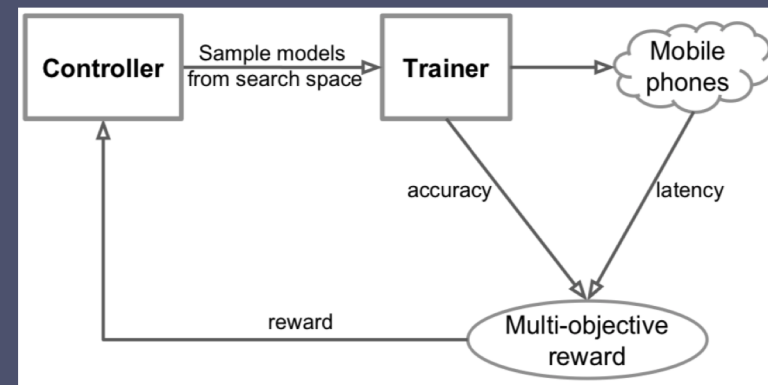 Controller
Sample models
from search space
Trainer
Mobile
phones
accuracy
latency
reward
Multi-objective
reward